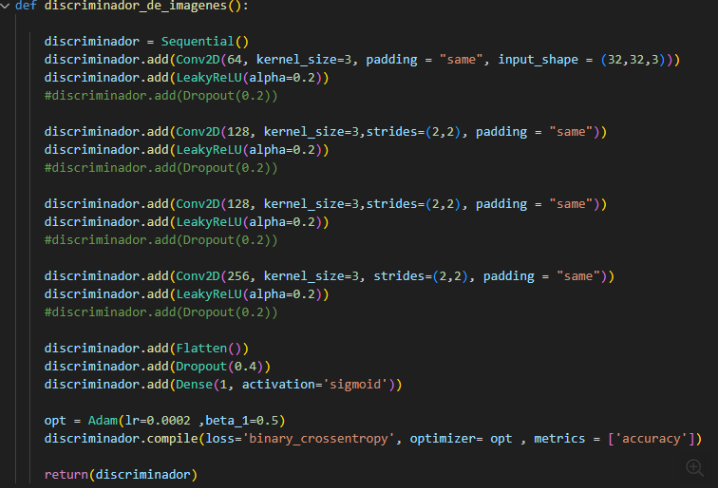 def discriminador_de_imagenes():
discriminador = Sequential()
discriminador.add(Conv2D(64, kernel_size=3, padding = "same", input_shape = (32,32,3)))
discriminador.add(LeakyReLU(alpha=0.2))
#discriminador.add(Dropout(0.2))
discriminador.add(Conv2D(128, kernel_size=3,strides=(2,2), padding = "same"))
discriminador.add(LeakyReLU(alpha=0.2))
#discriminador.add(Dropout(0.2))
discriminador.add(Conv2D(128, kernel_size=3,strides=(2,2), padding = "same"))
discriminador.add(LeakyReLU(alpha=0.2))
#discriminador.add(Dropout(0.2))
discriminador.add(Conv2D(256, kernel_size=3, strides=(2,2), padding = "same"))
discriminador.add(LeakyReLU(alpha=0.2))
#discriminador.add(Dropout(0.2))
discriminador.add(Flatten())
discriminador.add(Dropout(0.4))
discriminador.add(Dense(1, activation='sigmoid'))
opt = Adam(lr=0.0002 ,beta_1=0.5)
discriminador.compile(loss='binary_crossentropy', optimizer= opt , metrics = ['accuracy'])
return(discriminador)